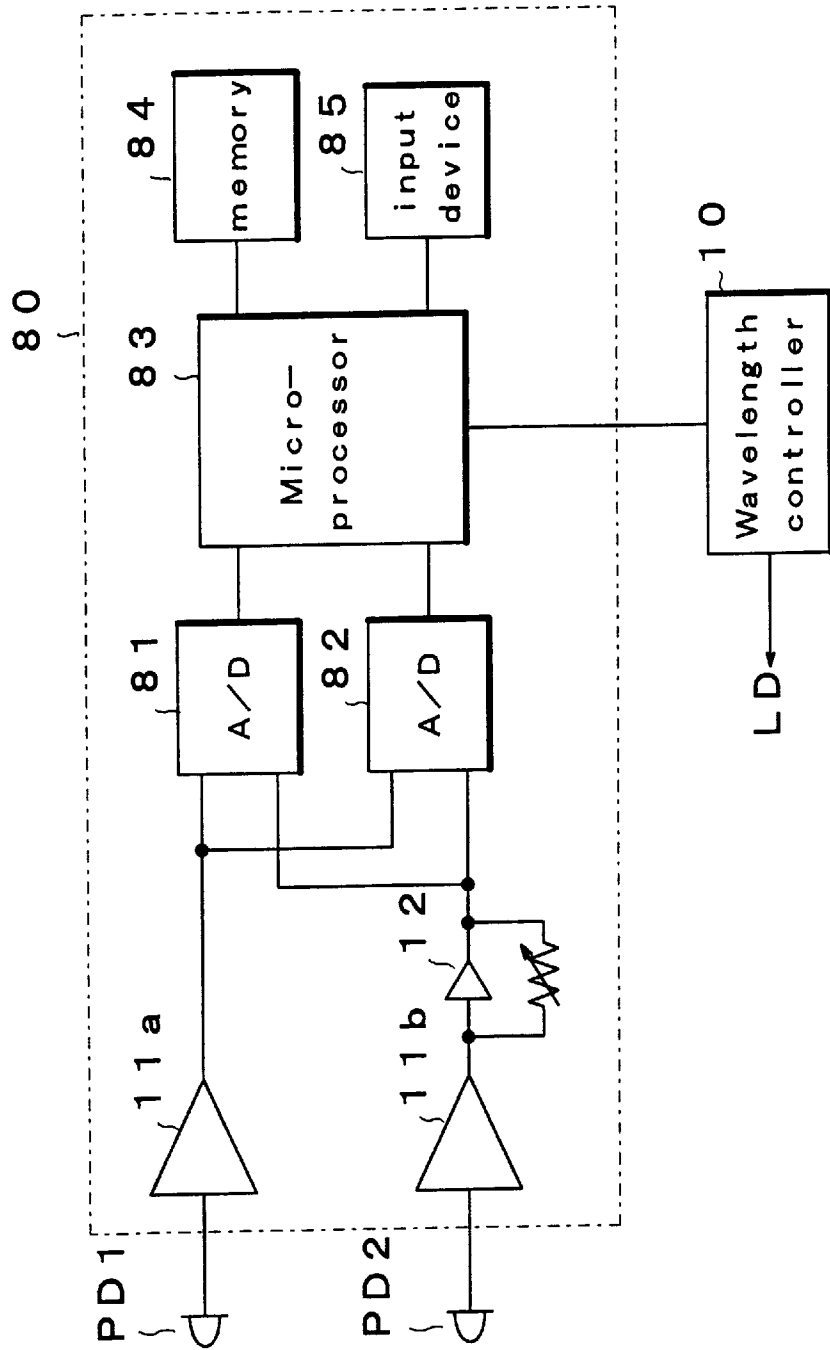 80
PD1
11a
81
A/D
83
Micro-
processor
84
memory
PD2
11b
12
82
A/D
85
input
device
10
Wavelength
controller
LD